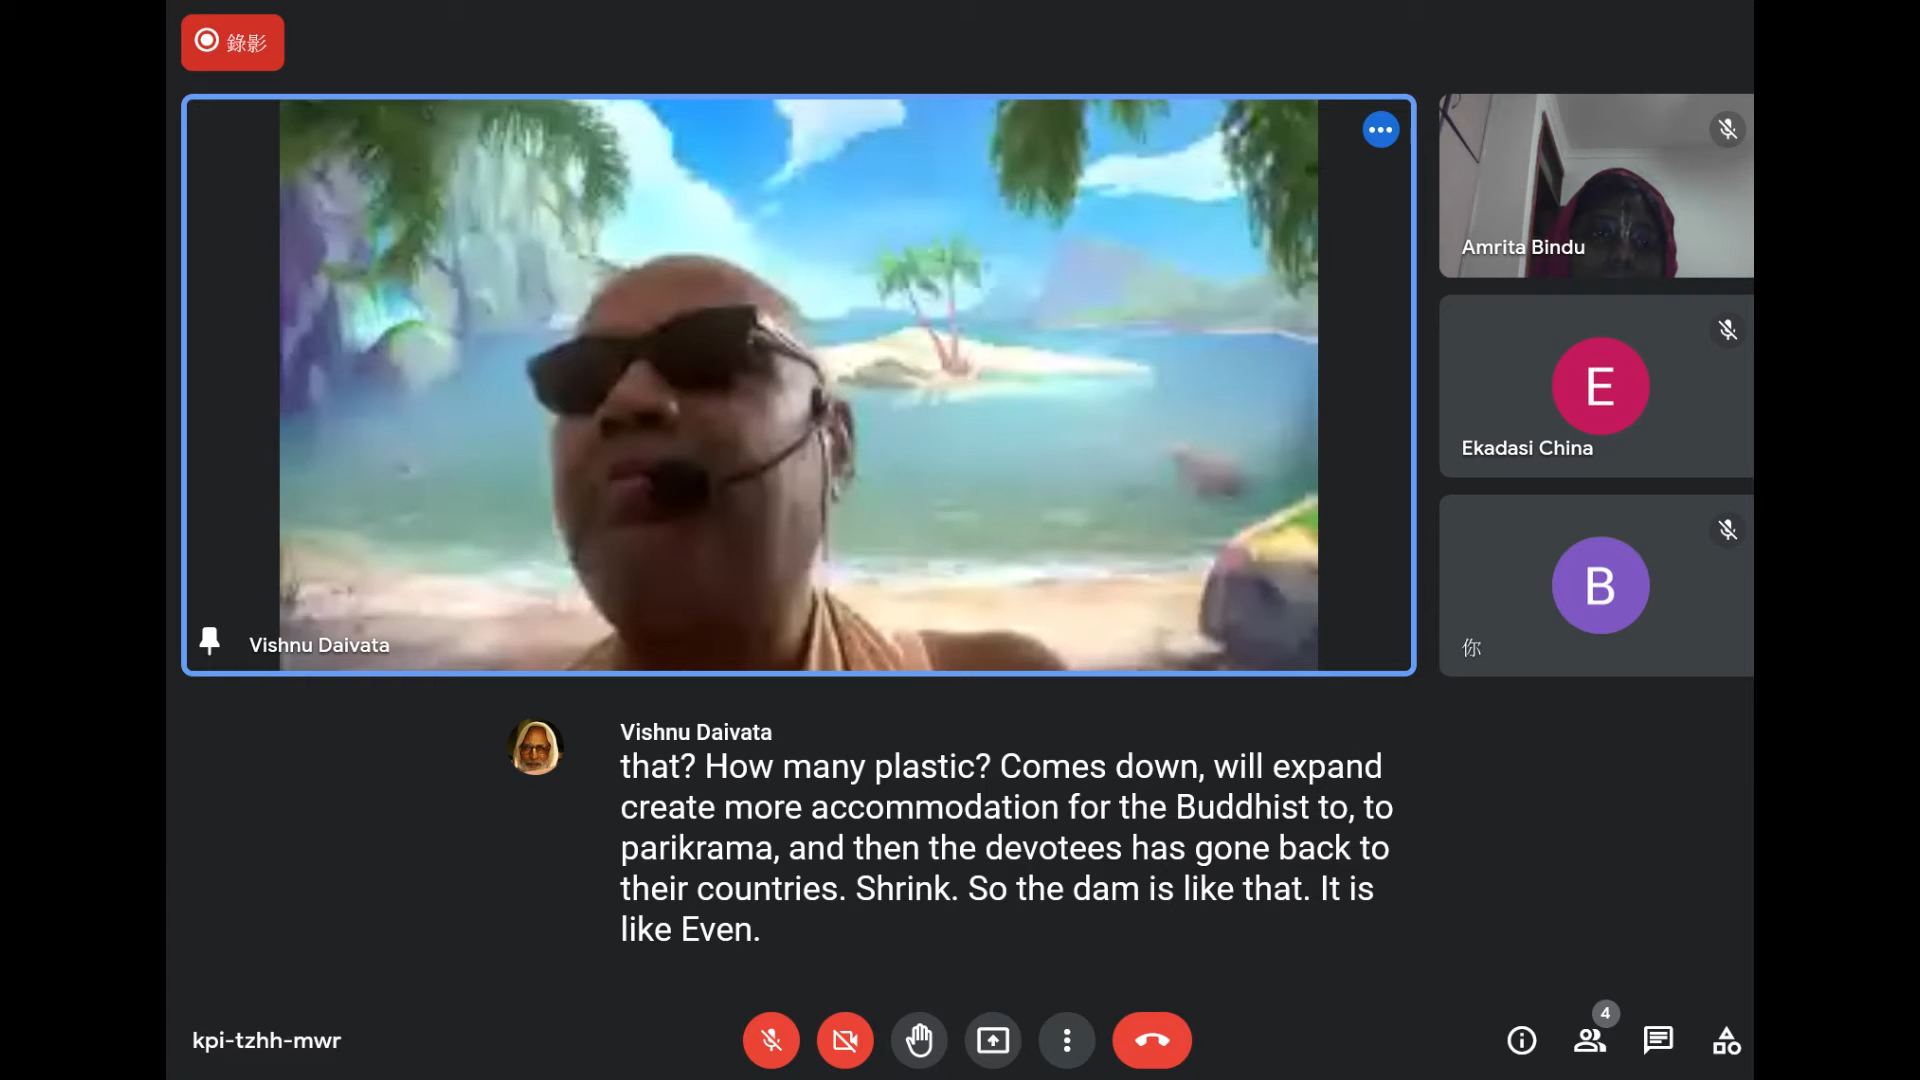 錄影
Amrita Bindu
E
Ekadasi China
B
你
Vishnu Daivata
Vishnu Daivata
that? How many plastic? Comes down, will expand
create more accommodation for the Buddhist to, to
parikrama, and then the devotees has gone back to
their countries. Shrink. So the dam is like that. It is
like Even.
kpi-tzhh-mwr
4